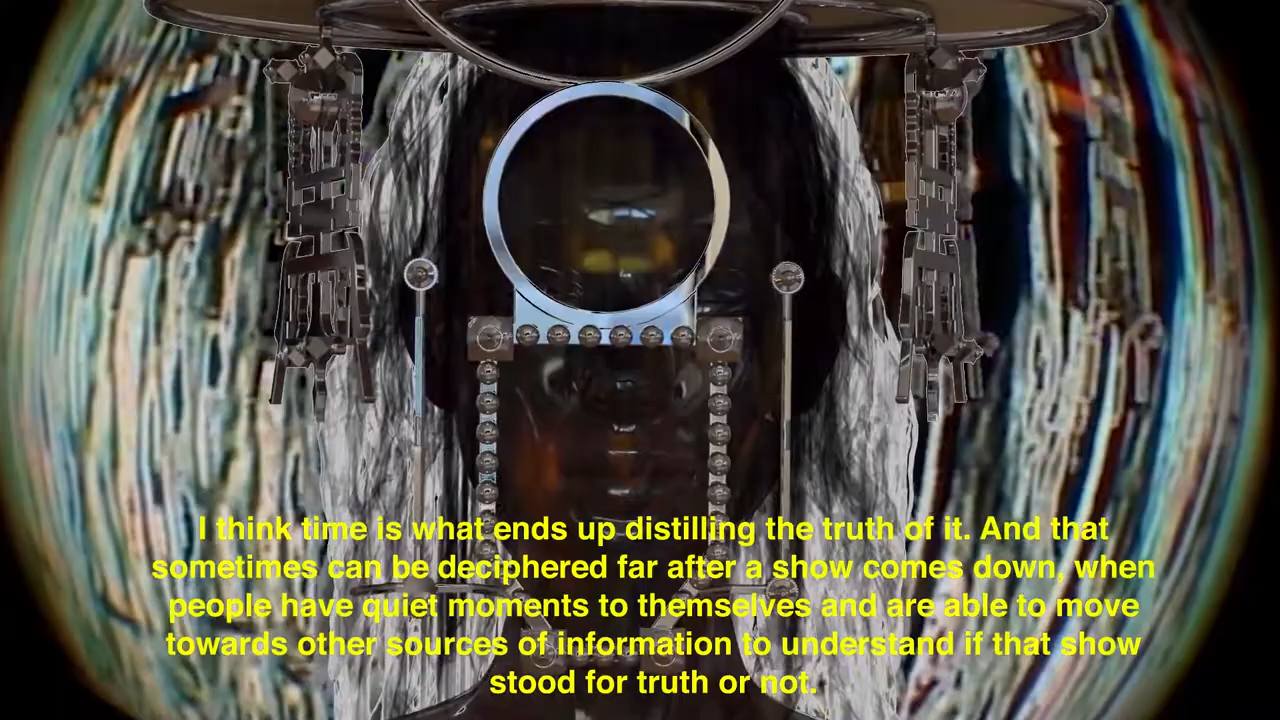 I think time is what ends up distilling the truth of it. And that
sometimes can be deciphered far after a show comes down, when
people have quiet moments to themselves and are able to move
towards other sources of information to understand if that show
stood for truth or not.